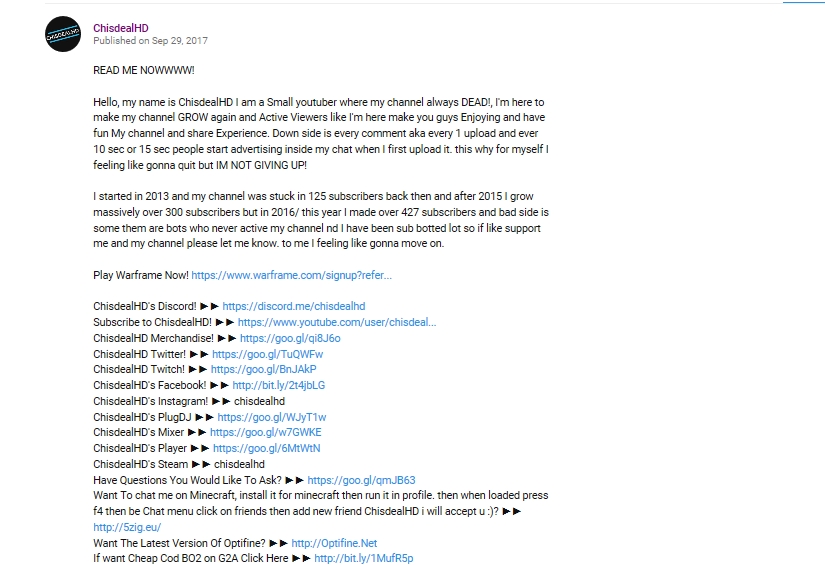 CHISDEALHD
ChisdealHD
Published on Sep 29, 2017
READ ME NOWWWW!
Hello, my name is ChisdealHD I am a Small youtuber where my channel always DEAD!, I'm here to
make my channel GROW again and Active Viewers like I'm here make you guys Enjoying and have
fun My channel and share Experience. Down side is every comment aka every 1 upload and ever
10 sec or 15 sec people start advertising inside my chat when I first upload it. this why for myself I
feeling like gonna quit but IM NOT GIVING UP!
I started in 2013 and my channel was stuck in 125 subscribers back then and after 2015 I grow
massively over 300 subscribers but in 2016/ this year I made over 427 subscribers and bad side is
some them are bots who never active my channel nd I have been sub botted lot so if like support
me and my channel please let me know. to me I feeling like gonna move on.
Play Warframe Now! https://www.warframe.com/signup?refer...
ChisdealHD's Discord! ►► https://discord.me/chisdealhd
Subscribe to ChisdealHD! ►► https://www.youtube.com/user/chisdeal...
ChisdealHD Merchandise! ►► https://goo.gl/qi8J6o
ChisdealHD Twitter! ►► https://goo.gl/TuQWFw
ChisdealHD Twitch! ►► https://goo.gl/BnJAkP
ChisdealHD's Facebook! ►► http://bit.ly/2t4jbLG
ChisdealHD's Instagram! ►► chisdealhd
ChisdealHD's PlugDJ ►► https://goo.gl/WJyT1w
ChisdealHD's Mixer ►► https://goo.gl/w7GWKE
ChisdealHD's Player ►► https://goo.gl/6MtWtN
ChisdealHD's Steam ►► chisdealhd
Have Questions You Would Like To Ask? ►► https://goo.gl/qmJB63
Want To chat me on Minecraft, install it for minecraft then run it in profile. then when loaded press
f4 then be Chat menu click on friends then add new friend ChisdealHD i will accept u :)? ►►
http://5zig.eu/
Want The Latest Version Of Optifine? ►► http://Optifine.Net
If want Cheap Cod BO2 on G2A Click Here ►► http://bit.ly/1MufR5p